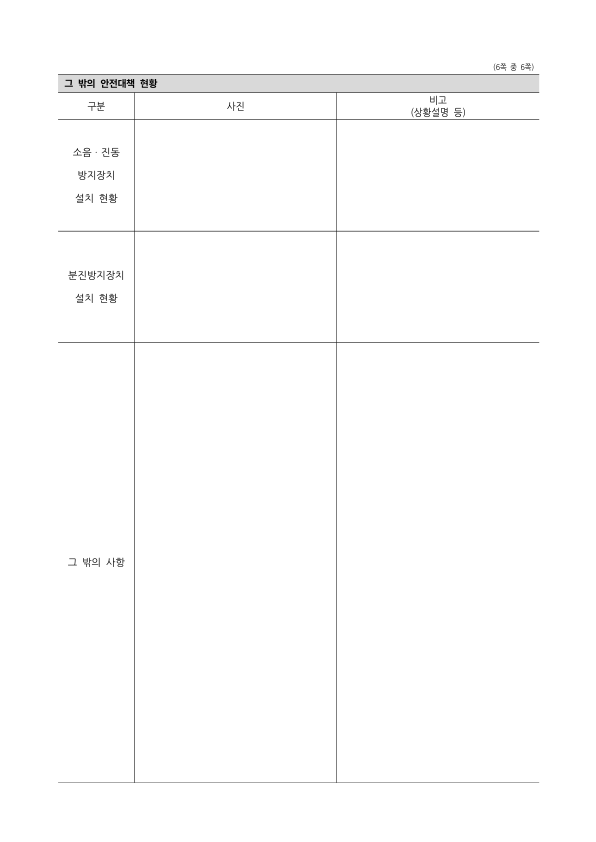 (6쪽 중 6쪽)
그 밖의 안전대책 현황
구분
사진
비고
(상황설명 등)
소음ㆍ진동
방지장치
설치 현황
분진방지장치
설치 현황
그 밖의 사항